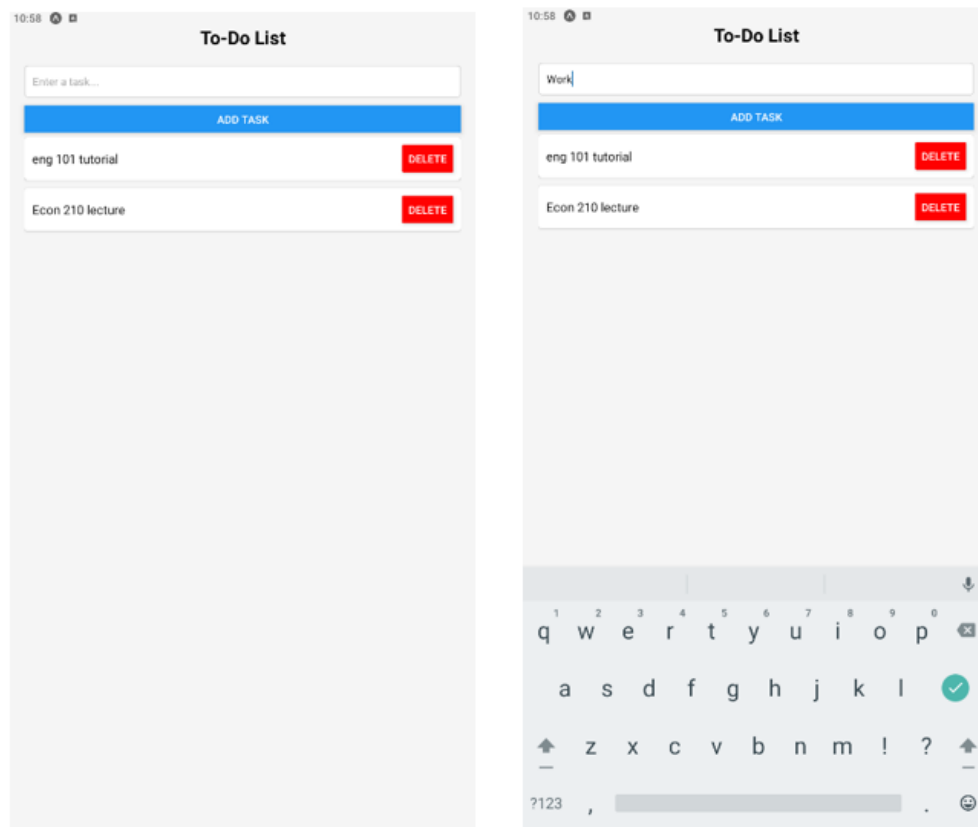 10:58
To-Do List
Enter a task...
ADD TASK
eng 101 tutorial DELETE
Econ 210 lecture DELETE
10:58
To-Do List
Work
ADD TASK
eng 101 tutorial DELETE
Econ 210 lecture DELETE
1 2 3 4 5 6 7 8 9 0
q w e r t y u i o p
a s d f g h j k l
z x c v b n m ! ?
?123 , .